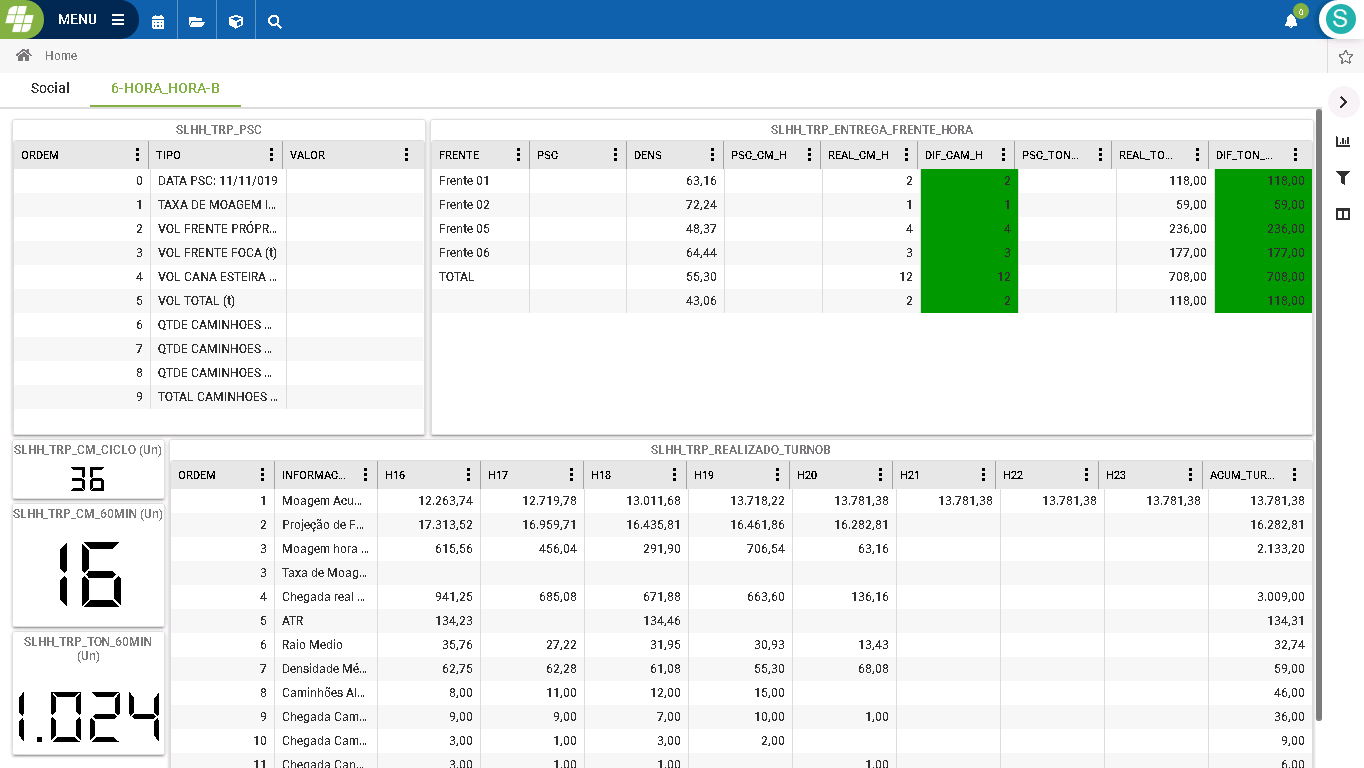 MENU
0
S
Home
Social 6-HORA_HORA-B
SLHH_TRP_PSC
ORDEM TIPO VALOR
0 DATA PSC: 11/11/019
1 TAXA DE MOAGEM I...
2 VOL FRENTE PRÓPR...
3 VOL FRENTE FOCA (t)
4 VOL CANA ESTEIRA ...
5 VOL TOTAL (t)
6 QTDE CAMINHOES ...
7 QTDE CAMINHOES ...
8 QTDE CAMINHOES ...
9 TOTAL CAMINHOES ...
SLHH_TRP_ENTREGA_FRENTE_HORA
FRENTE PSC DENS PSC_CM_H REAL_CM_H DIF_CAM_H PSC_TON... REAL_TO... DIF_TON_...
Frente 01 63,16 2 2 118,00 118,00
Frente 02 72,24 1 1 59,00 59,00
Frente 05 48,37 4 4 236,00 236,00
Frente 06 64,44 3 3 177,00 177,00
TOTAL 55,30 12 12 708,00 708,00
43,06 2 2 118,00 118,00
SLHH_TRP_CM_CICLO (Un)
36
SLHH_TRP_CM_60MIN (Un)
16
SLHH_TRP_TON_60MIN
(Un)
1.024
SLHH_TRP_REALIZADO_TURNOB
ORDEM INFORMAC... H16 H17 H18 H19 H20 H21 H22 H23 ACUM_TUR...
1 Moagem Acu... 12.263,74 12.719,78 13.011,68 13.718,22 13.781,38 13.781,38 13.781,38 13.781,38 13.781,38
2 Projeção de F... 17.313,52 16.959,71 16.435,81 16.461,86 16.282,81 16.282,81
3 Moagem hora ... 615,56 456,04 291,90 706,54 63,16 2.133,20
3 Taxa de Moag...
4 Chegada real ... 941,25 685,08 671,88 663,60 136,16 3.009,00
5 ATR 134,23 134,46 134,31
6 Raio Medio 35,76 27,22 31,95 30,93 13,43 32,74
7 Densidade Mé... 62,75 62,28 61,08 55,30 68,08 59,00
8 Caminhões Al... 8,00 11,00 12,00 15,00 46,00
9 Chegada Cam... 9,00 9,00 7,00 10,00 1,00 36,00
10 Chegada Cam... 3,00 1,00 3,00 2,00 9,00
11 Chegada Can... 3,00 1,00 1,00 1,00 6,00